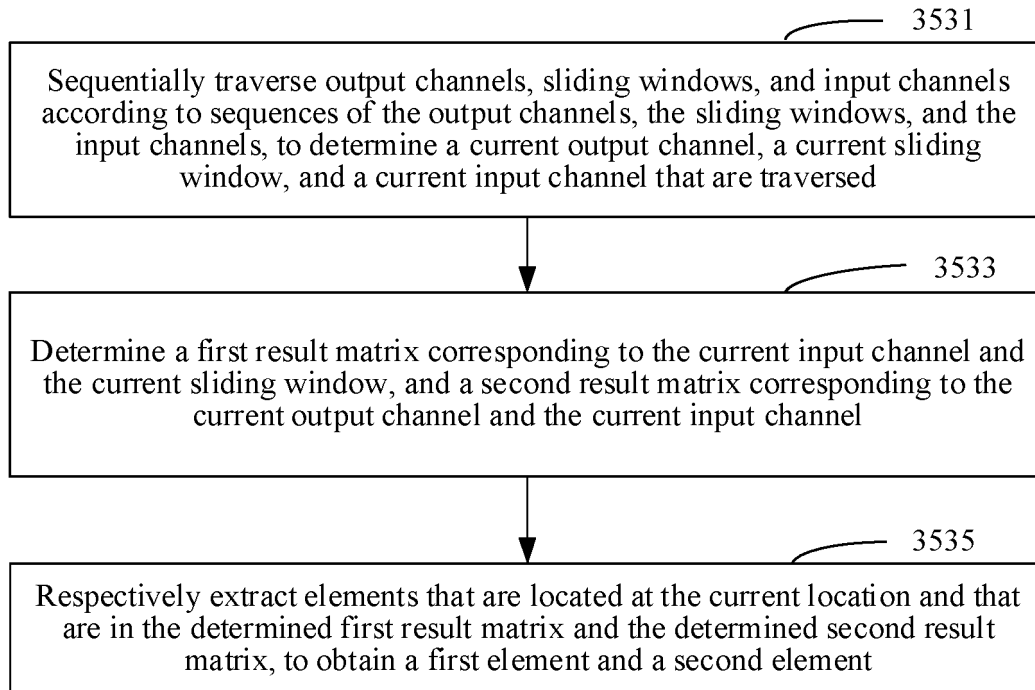 3531
Sequentially traverse output channels, sliding windows, and input channels
according to sequences of the output channels, the sliding windows, and the
input channels, to determine a current output channel, a current sliding
window, and a current input channel that are traversed
3533
Determine a first result matrix corresponding to the current input channel and
the current sliding window, and a second result matrix corresponding to the
current output channel and the current input channel
3535
Respectively extract elements that are located at the current location and that
are in the determined first result matrix and the determined second result
matrix, to obtain a first element and a second element